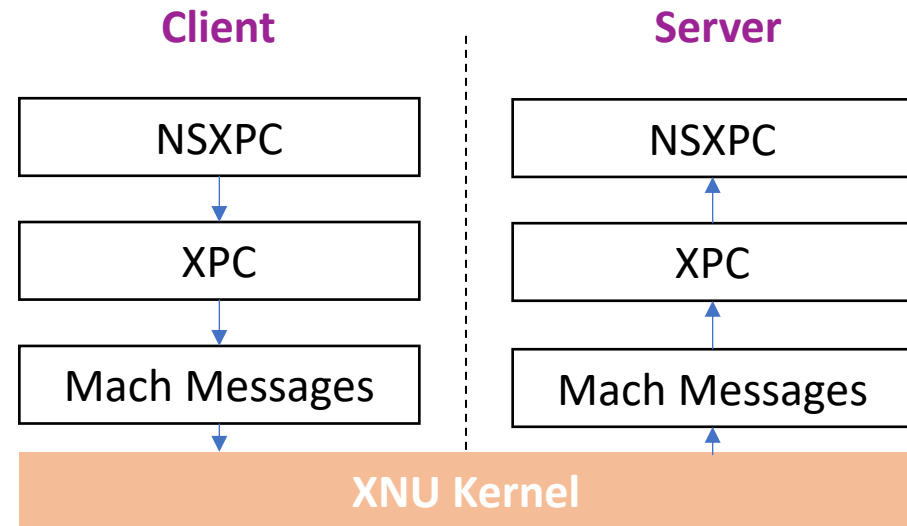 Client
Server
NSXPC
NSXPC
XPC
XPC
Mach Messages
Mach Messages
XNU Kernel